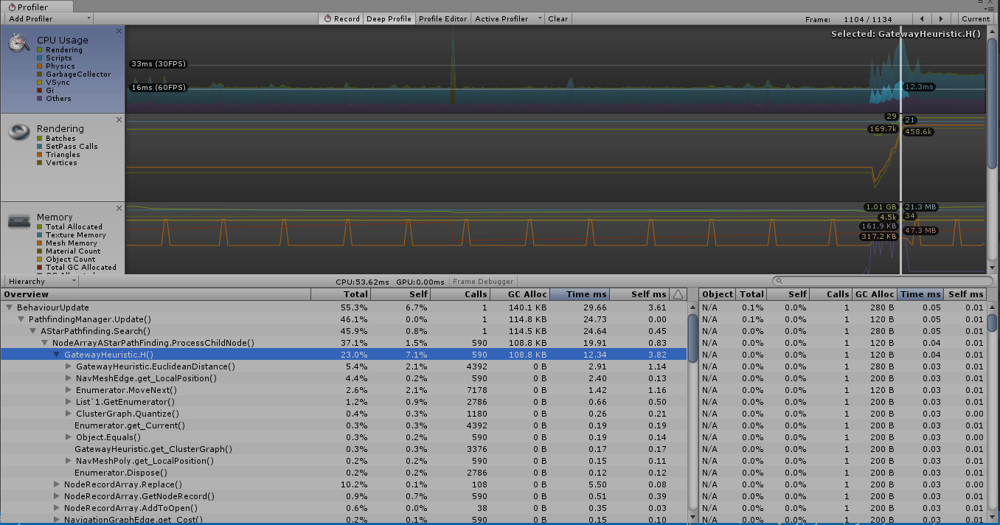 Profiler
Add Profiler Record Deep Profile Profile Editor Active Profiler Clear Frame: 1104 / 1134 Current
CPU Usage
Rendering
Scripts
Physics
GarbageCollector
VSync
Gi
Others
Selected: GatewayHeuristic.H()
33ms (30FPS)
16ms (60FPS)
12.3ms
Rendering
Batches
SetPass Calls
Triangles
Vertices
29 21
169.7k 458.6k
Memory
Total Allocated
Texture Memory
Mesh Memory
Material Count
Object Count
Total GC Allocated
1.01 GB 21.3 MB
4.5k 34
161.9 KB
317.2 KB 47.3 MB
Hierarchy CPU:53.62ms GPU:0.00ms Frame Debugger
Overview Total Self Calls GC Alloc Time ms Self ms Object Total Self Calls GC Alloc Time ms Self ms
BehaviourUpdate 55.3% 6.7% 1 140.1 KB 29.66 3.61 N/A 0.1% 0.0% 1 280 B 0.05 0.01
PathfindingManager.Update() 46.1% 0.0% 1 114.8 KB 24.73 0.00 N/A 0.1% 0.0% 1 120 B 0.05 0.01
AStarPathfinding.Search() 45.9% 0.8% 1 114.5 KB 24.64 0.45 N/A 0.0% 0.0% 1 280 B 0.05 0.01
NodeArrayAStarPathFinding.ProcessChildNode() 37.1% 1.5% 590 108.8 KB 19.91 0.83 N/A 0.0% 0.0% 1 120 B 0.04 0.01
GatewayHeuristic.H() 23.0% 7.1% 590 108.8 KB 12.34 3.82 N/A 0.0% 0.0% 1 120 B 0.04 0.01
GatewayHeuristic.EuclideanDistance() 5.4% 2.1% 4392 0 B 2.91 1.14 N/A 0.0% 0.0% 1 280 B 0.03 0.01
NavMeshEdge.get_LocalPosition() 4.4% 0.2% 590 0 B 2.40 0.13 N/A 0.0% 0.0% 1 200 B 0.03 0.01
Enumerator.MoveNext() 2.6% 2.1% 7178 0 B 1.42 1.16 N/A 0.0% 0.0% 1 120 B 0.03 0.01
List`1.GetEnumerator() 1.2% 0.9% 2786 0 B 0.66 0.50 N/A 0.0% 0.0% 1 200 B 0.03 0.01
ClusterGraph.Quantize() 0.4% 0.3% 1180 0 B 0.26 0.21 N/A 0.0% 0.0% 1 200 B 0.03 0.00
Enumerator.get_Current() 0.3% 0.3% 4392 0 B 0.19 0.19 N/A 0.0% 0.0% 1 200 B 0.03 0.01
Object.Equals() 0.3% 0.2% 590 0 B 0.19 0.14 N/A 0.0% 0.0% 1 200 B 0.03 0.00
GatewayHeuristic.get_ClusterGraph() 0.3% 0.3% 3376 0 B 0.17 0.17 N/A 0.0% 0.0% 1 200 B 0.03 0.01
NavMeshPoly.get_LocalPosition() 0.2% 0.2% 590 0 B 0.15 0.11 N/A 0.0% 0.0% 1 200 B 0.03 0.01
Enumerator.Dispose() 0.2% 0.2% 2786 0 B 0.12 0.12 N/A 0.0% 0.0% 1 200 B 0.03 0.01
NodeRecordArray.Replace() 10.2% 0.1% 108 0 B 5.50 0.08 N/A 0.0% 0.0% 1 200 B 0.03 0.00
NodeRecordArray.GetNodeRecord() 0.9% 0.7% 590 0 B 0.51 0.39 N/A 0.0% 0.0% 1 200 B 0.03 0.01
NodeRecordArray.AddToOpen() 0.6% 0.0% 38 0 B 0.35 0.03 N/A 0.0% 0.0% 1 200 B 0.03 0.00
NavigationGraphEdge.get_Cost() 0.2% 0.1% 590 0 B 0.15 0.10 N/A 0.0% 0.0% 1 200 B 0.03 0.01